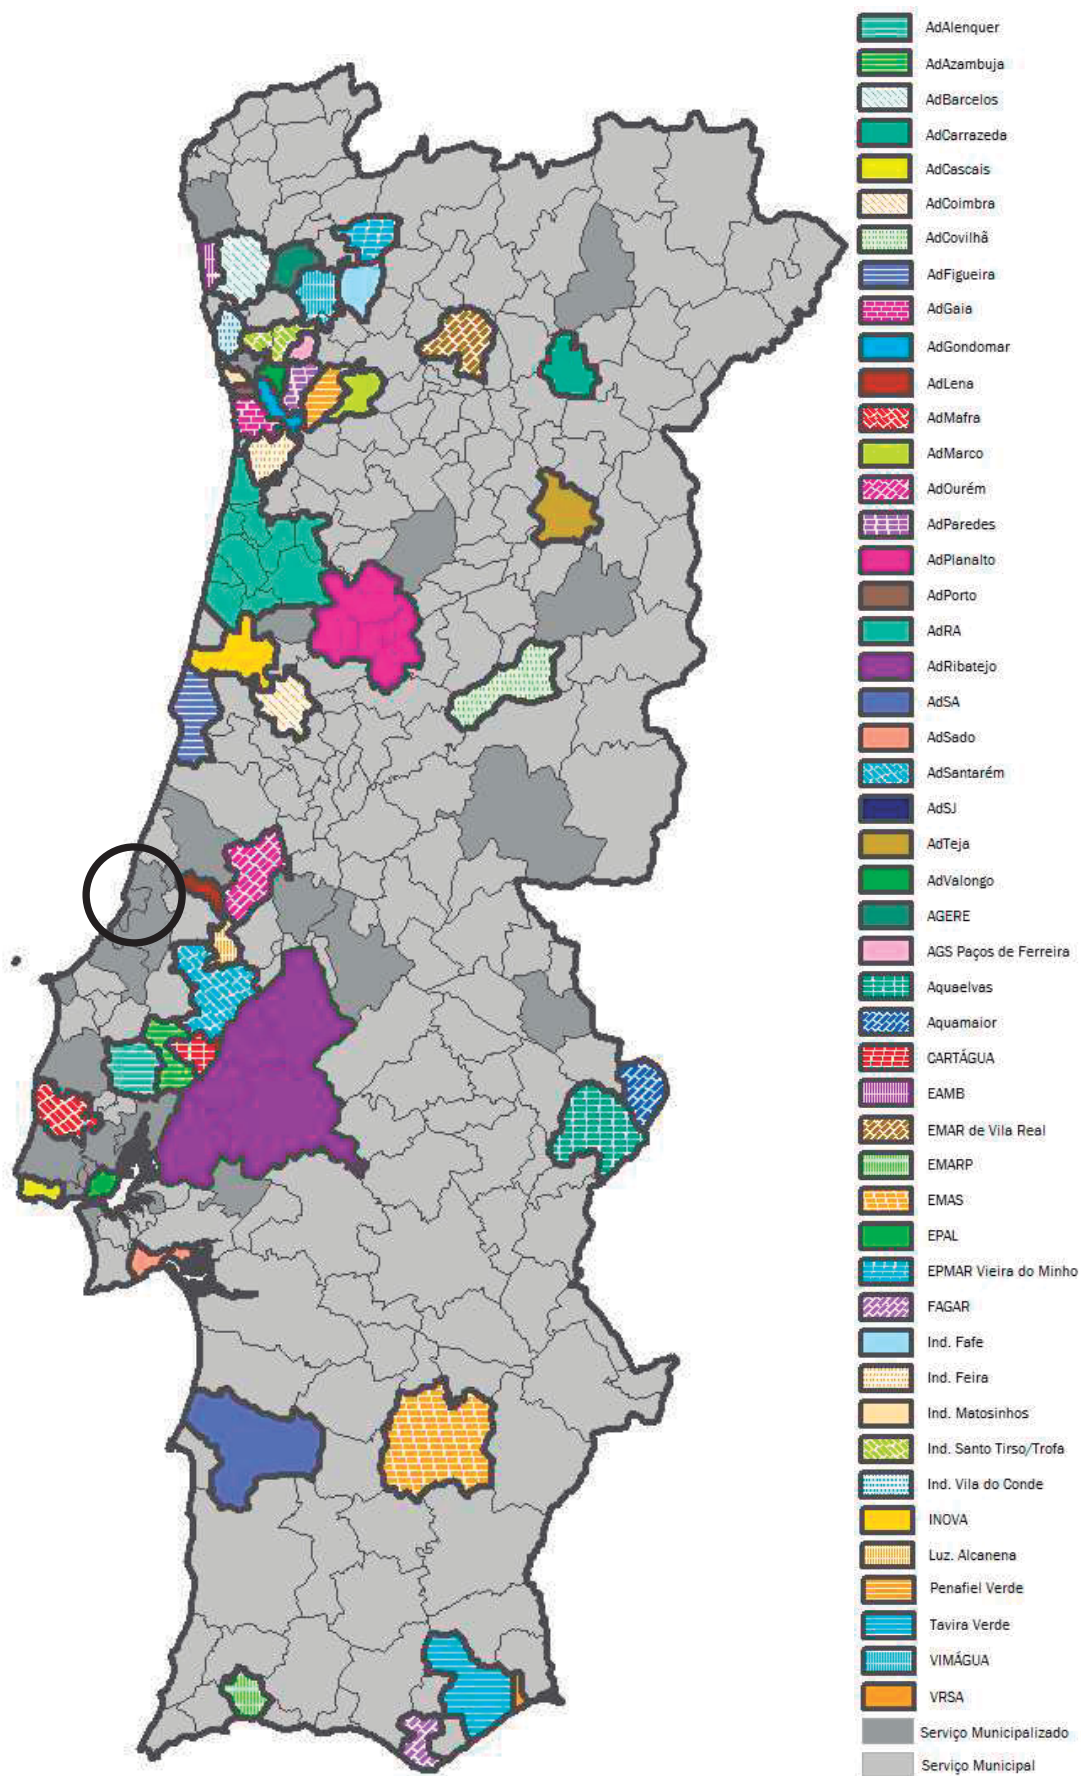 AdAlenquer
AdAzambuja
AdBarcelos
AdCarrazeda
AdCascais
AdCoimbra
AdCovilhã
AdFigueira
AdGaia
AdGondomar
AdLena
AdMafra
AdMarco
AdOurém
AdParedes
AdPlanalto
AdPorto
AdRA
AdRibatejo
AdSA
AdSado
AdSantarém
AdSJ
AdTeja
AdValongo
AGERE
AGS Paços de Ferreira
Aquaelvas
Aquamaior
CARTÁGUA
EAMB
EMAR de Vila Real
EMARP
EMAS
EPAL
EPMAR Vieira do Minho
FAGAR
Ind. Fafe
Ind. Feira
Ind. Matosinhos
Ind. Santo Tirso/Trofa
Ind. Vila do Conde
INOVA
Luz. Alcanena
Penafiel Verde
Tavira Verde
VIMÁGUA
VRSA
Serviço Municipalizado
Serviço Municipal